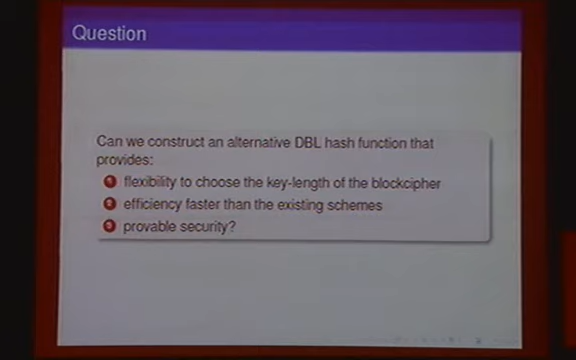 Question
Can we construct an alternative DBL hash function that
provides:
1 flexibility to choose the key-length of the blockcipher
2 efficiency faster than the existing schemes
3 provable security?